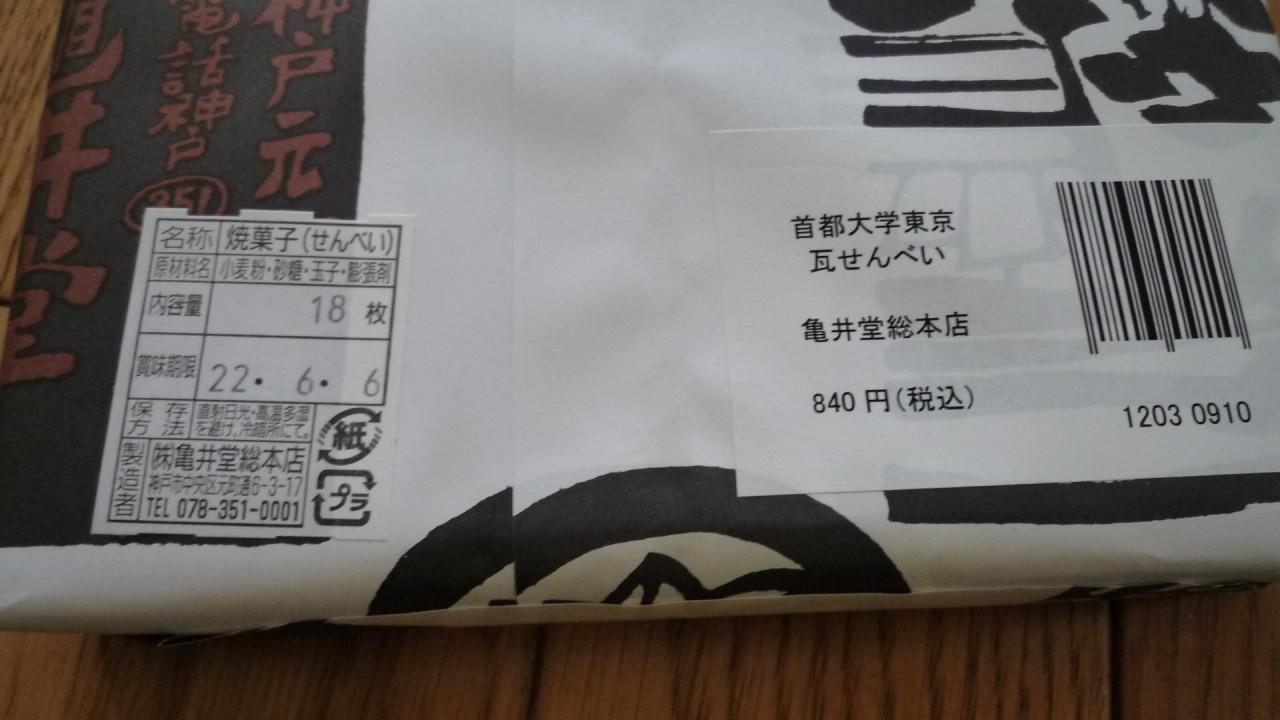 神戸元
電話神戸
351
亀井堂
名称 焼菓子(せんべい)
原材料名 小麦粉・砂糖・玉子・膨張剤
内容量 18 枚
賞味期限 22・ 6・ 6
保存方法 直射日光・高温多湿
を避け、冷暗所にて。
製造者 ㈱亀井堂総本店
神戸市中央区元町通6-3-17
TEL 078-351-0001
紙
プラ
首都大学東京
瓦せんべい
亀井堂総本店
840 円(税込)
1203 0910